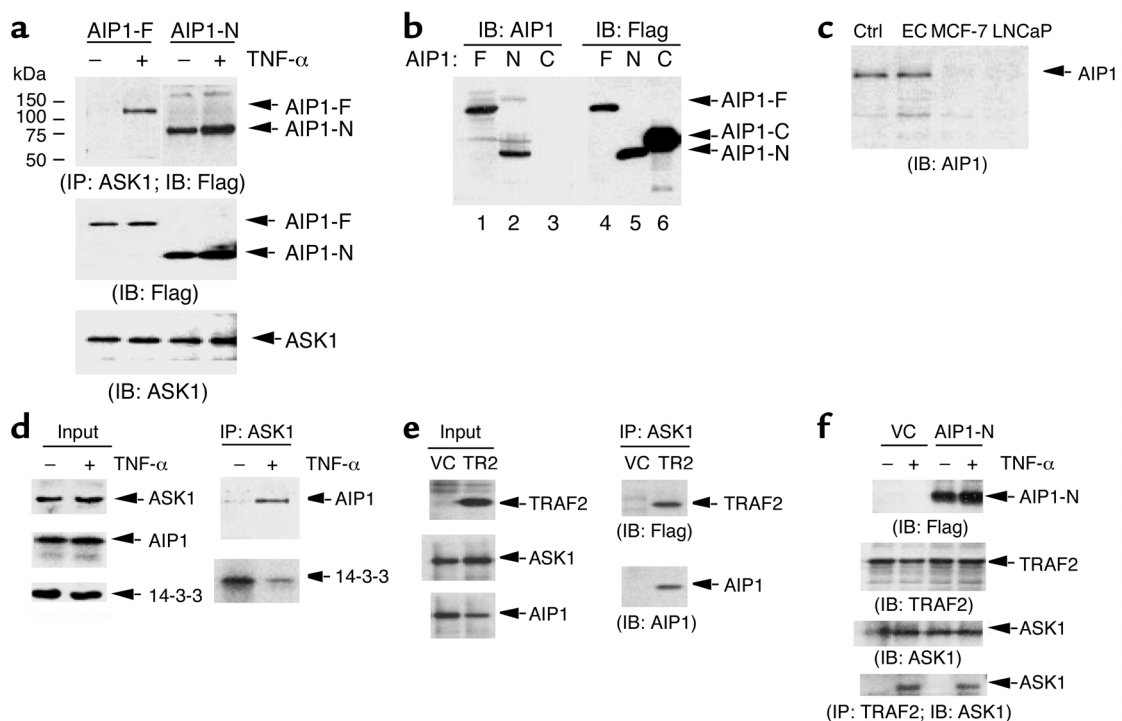 a
AIP1-F AIP1-N
– + – + TNF-α
kDa
150
100
75
50
AIP1-F
AIP1-N
(IP: ASK1; IB: Flag)
AIP1-F
AIP1-N
(IB: Flag)
ASK1
(IB: ASK1)
b
IB: AIP1 IB: Flag
AIP1: F N C F N C
AIP1-F
AIP1-C
AIP1-N
1 2 3 4 5 6
c
Ctrl EC MCF-7 LNCaP
AIP1
(IB: AIP1)
d
Input IP: ASK1
– + TNF-α – + TNF-α
ASK1
AIP1
14-3-3
AIP1
14-3-3
e
Input IP: ASK1
VC TR2 VC TR2
TRAF2
ASK1
AIP1
TRAF2
(IB: Flag)
AIP1
(IB: AIP1)
f
VC AIP1-N
– + – + TNF-α
AIP1-N
(IB: Flag)
TRAF2
(IB: TRAF2)
ASK1
(IB: ASK1)
ASK1
(IP: TRAF2; IB: ASK1)